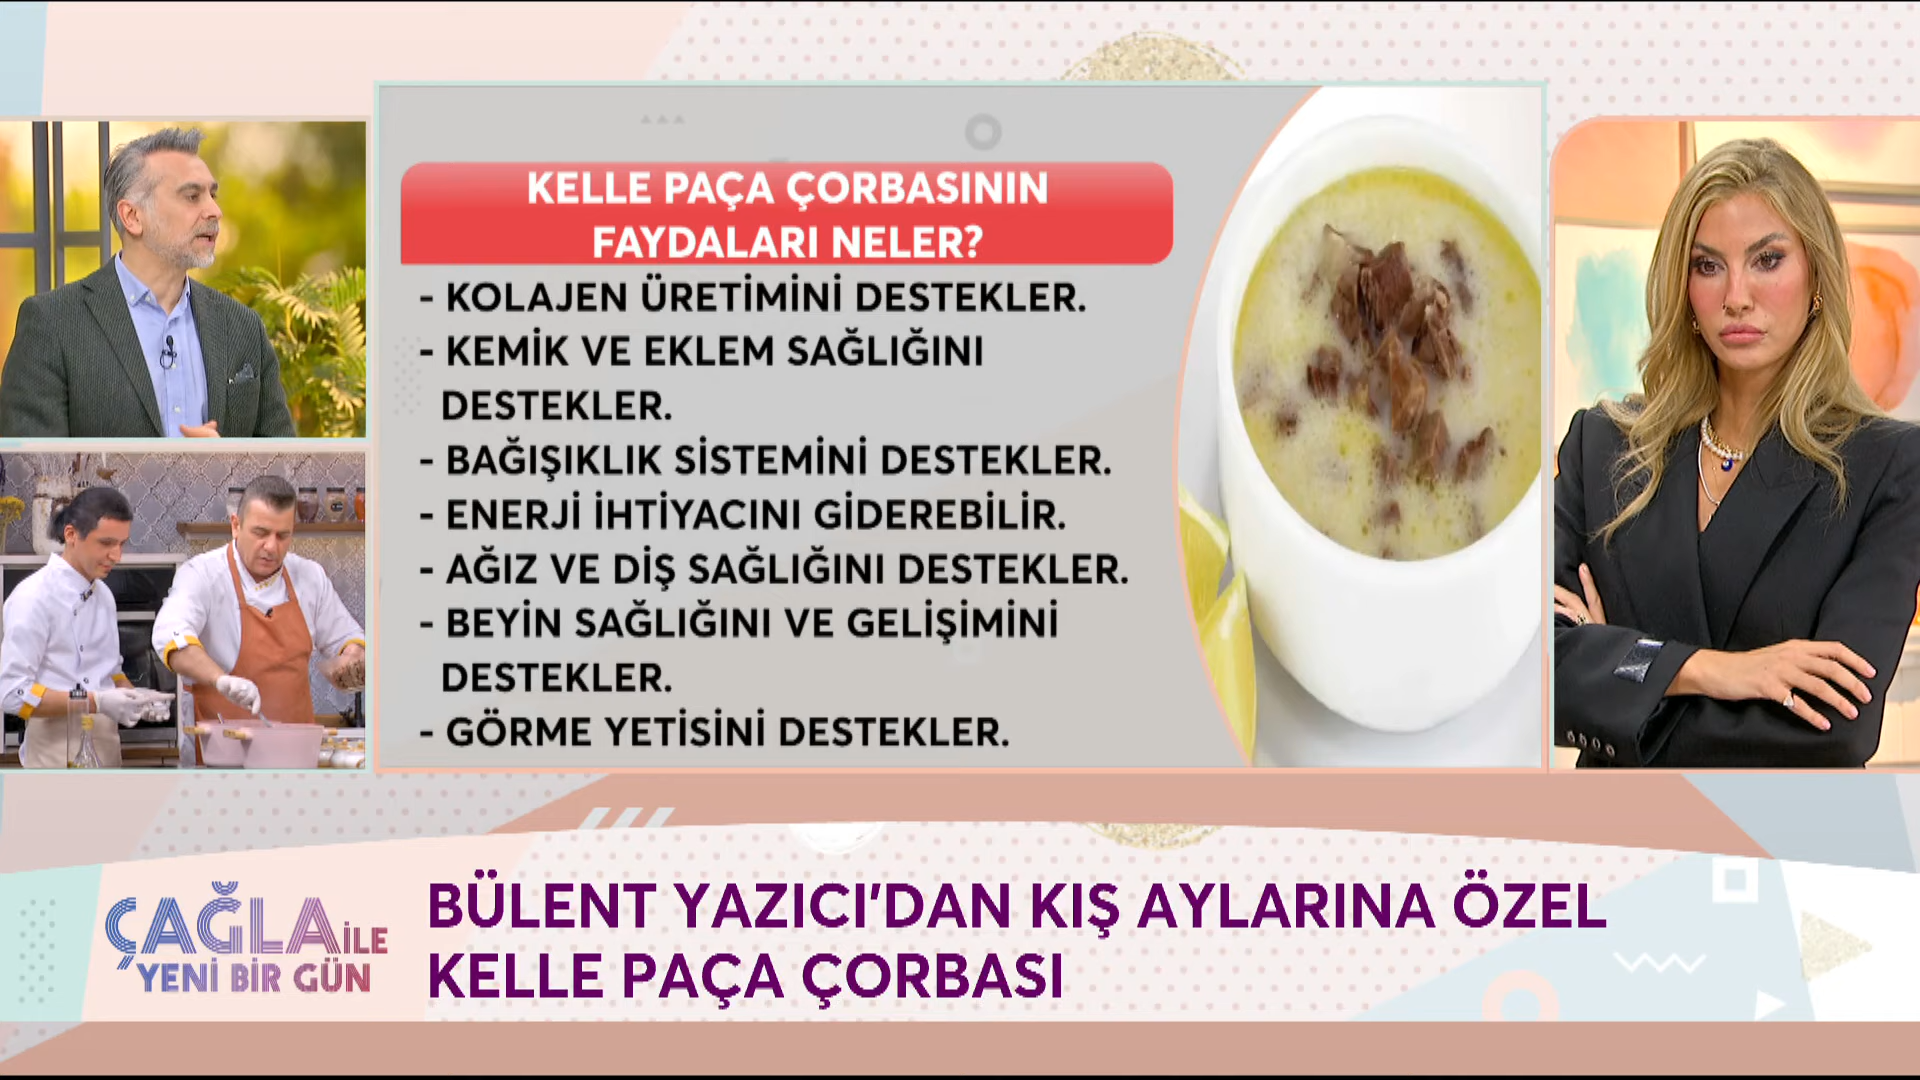 KELLE PAÇA ÇORBASININ
FAYDALARI NELER?
- KOLAJEN ÜRETİMİNİ DESTEKLER.
- KEMİK VE EKLEM SAĞLIĞINI
DESTEKLER.
- BAĞIŞIKLIK SİSTEMİNİ DESTEKLER.
- ENERJİ İHTİYACINI GİDEREBİLİR.
- AĞIZ VE DİŞ SAĞLIĞINI DESTEKLER.
- BEYİN SAĞLIĞINI VE GELİŞİMİNİ
DESTEKLER.
- GÖRME YETİSİNİ DESTEKLER.
ÇAĞLA İLE
YENİ BİR GÜN
BÜLENT YAZICI'DAN KIŞ AYLARINA ÖZEL
KELLE PAÇA ÇORBASI